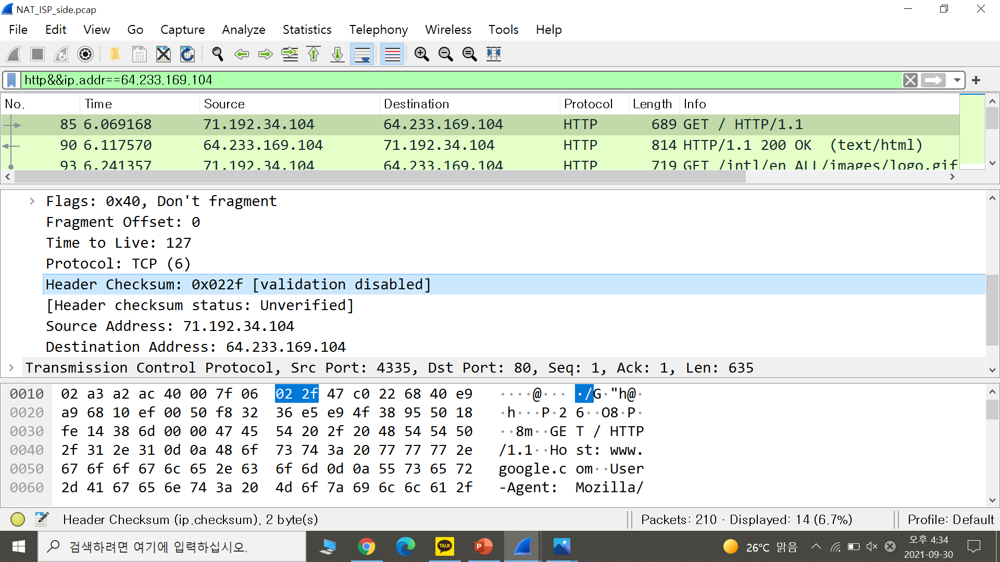 NAT_ISP_side.pcap
File Edit View Go Capture Analyze Statistics Telephony Wireless Tools Help
http&&ip.addr==64.233.169.104
No. Time Source Destination Protocol Length Info
85 6.069168 71.192.34.104 64.233.169.104 HTTP 689 GET / HTTP/1.1
90 6.117570 64.233.169.104 71.192.34.104 HTTP 814 HTTP/1.1 200 OK (text/html)
93 6.241357 71.192.34.104 64.233.169.104 HTTP 719 GET /intl/en_ALL/images/logo.gif
Flags: 0x40, Don't fragment
Fragment Offset: 0
Time to Live: 127
Protocol: TCP (6)
Header Checksum: 0x022f [validation disabled]
[Header checksum status: Unverified]
Source Address: 71.192.34.104
Destination Address: 64.233.169.104
Transmission Control Protocol, Src Port: 4335, Dst Port: 80, Seq: 1, Ack: 1, Len: 635
0010 02 a3 a2 ac 40 00 7f 06 02 2f 47 c0 22 68 40 e9 ····@··· ·/G·"h@·
0020 a9 68 10 ef 00 50 f8 32 36 e5 e9 4f 38 95 50 18 ·h···P·2 6··O8·P·
0030 fe 14 38 6d 00 00 47 45 54 20 2f 20 48 54 54 50 ··8m··GE T / HTTP
0040 2f 31 2e 31 0d 0a 48 6f 73 74 3a 20 77 77 77 2e /1.1··Ho st: www.
0050 67 6f 6f 67 6c 65 2e 63 6f 6d 0d 0a 55 73 65 72 google.c om··User
0060 2d 41 67 65 6e 74 3a 20 4d 6f 7a 69 6c 6c 61 2f -Agent: Mozilla/
Header Checksum (ip.checksum), 2 byte(s) Packets: 210 · Displayed: 14 (6.7%) Profile: Default
검색하려면 여기에 입력하십시오. TALK P 26°C 맑음 오후 4:34
2021-09-30